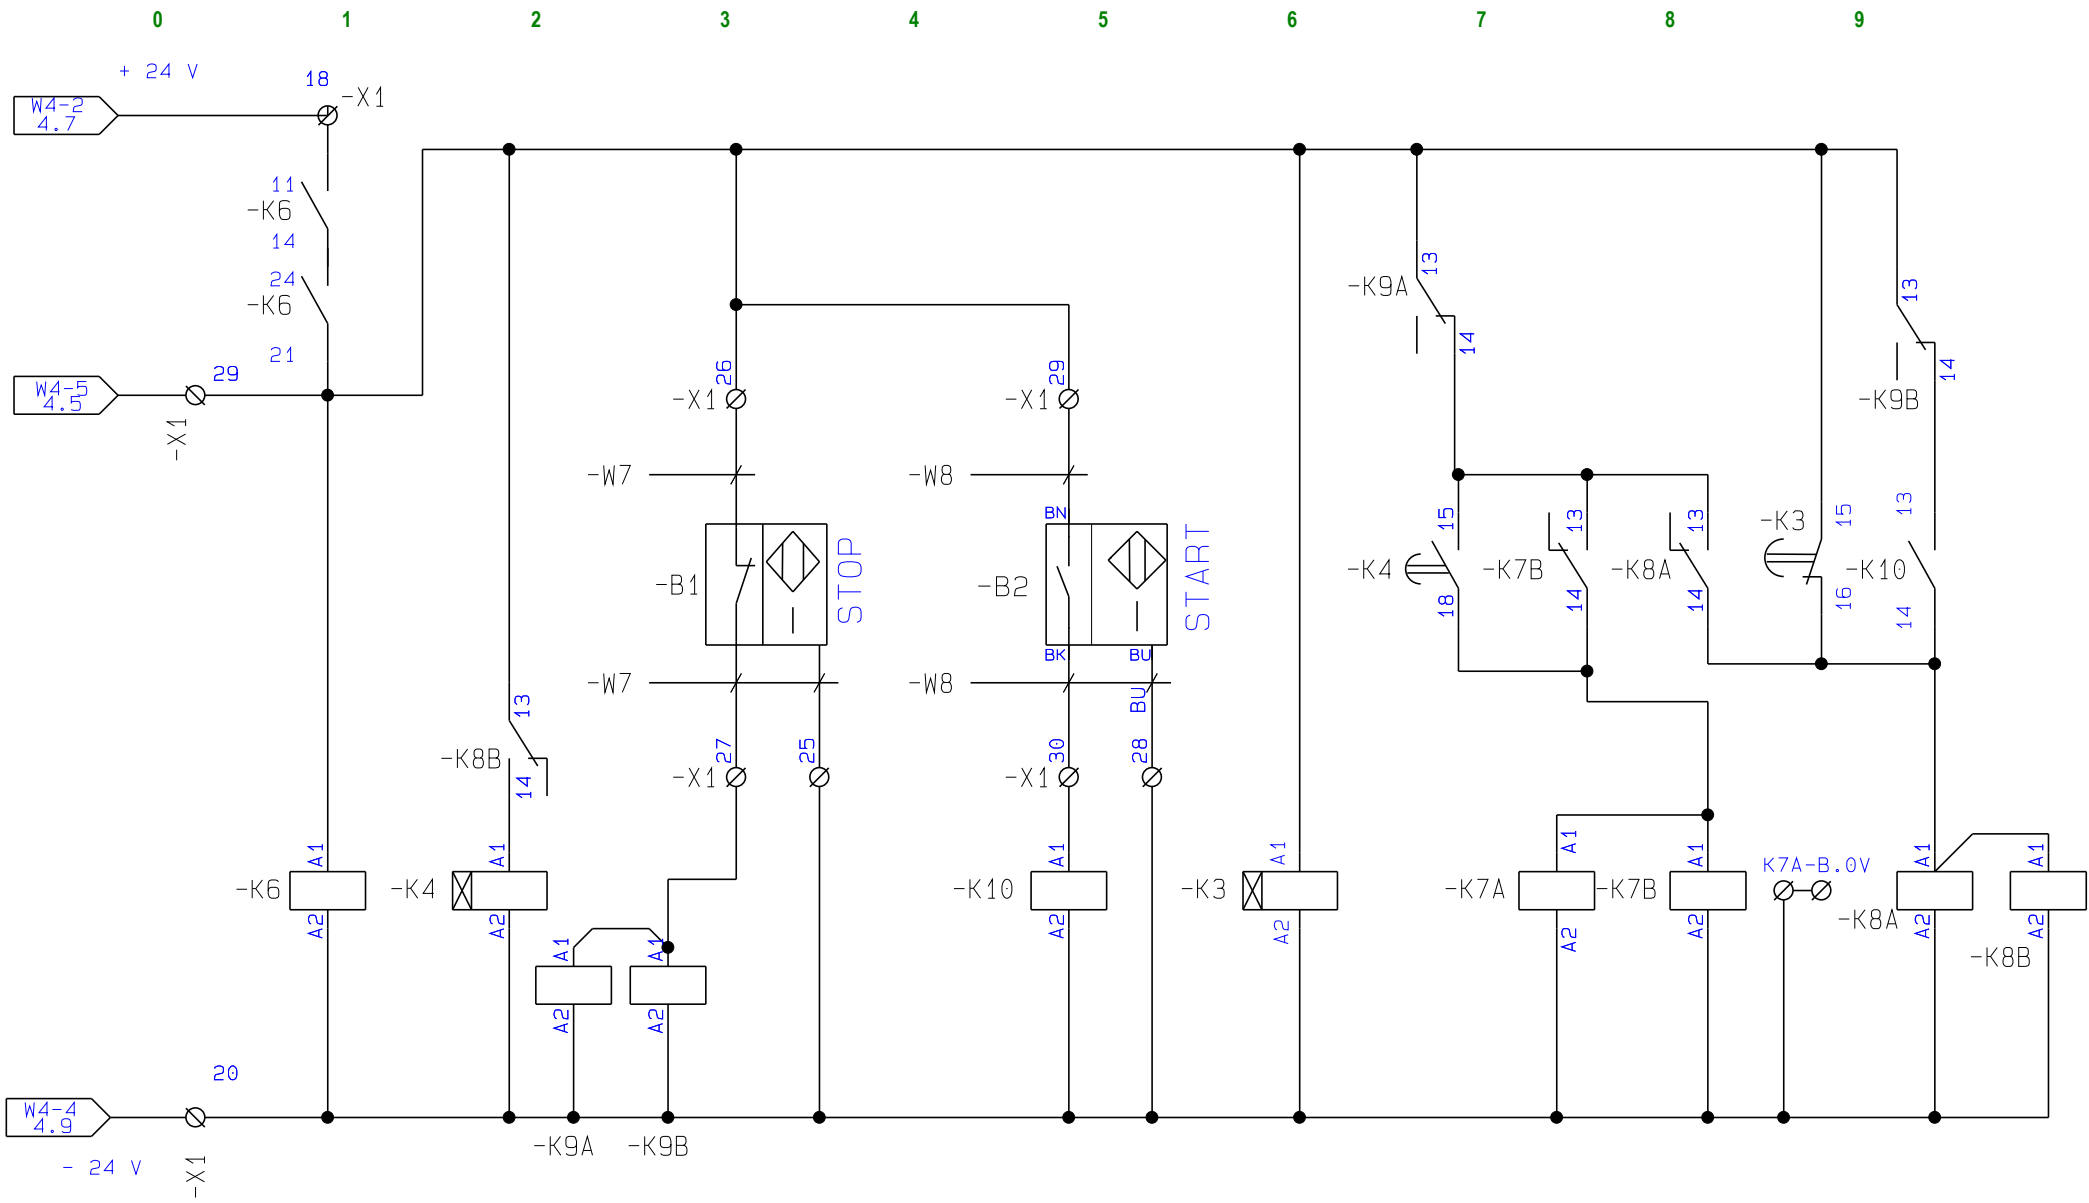 0 1 2 3 4 5 6 7 8 9
+ 24 V
18
-X1
W4-2
4.7
11
-K6
14
24
-K6
21
W4-5
4.5
29
-X1
26
-X1
29
-X1
-W7
-W8
BN
STOP
START
-B1
-B2
BK
BU
-W7
-W8
BU
27
-X1
25
30
-X1
28
13
-K9A
14
13
14
-K9B
15
-K4
18
13
-K7B
14
13
-K8A
14
-K3
15
16
13
-K10
14
13
-K8B
14
A1
-K6
A2
A1
-K4
A2
A1
A2
A1
A2
A1
-K10
A2
A1
-K3
A2
A1
-K7A
A2
A1
-K7B
A2
K7A-B.0V
A1
-K8A
A2
A1
A2
-K8B
20
W4-4
4.9
- 24 V
-X1
-K9A
-K9B